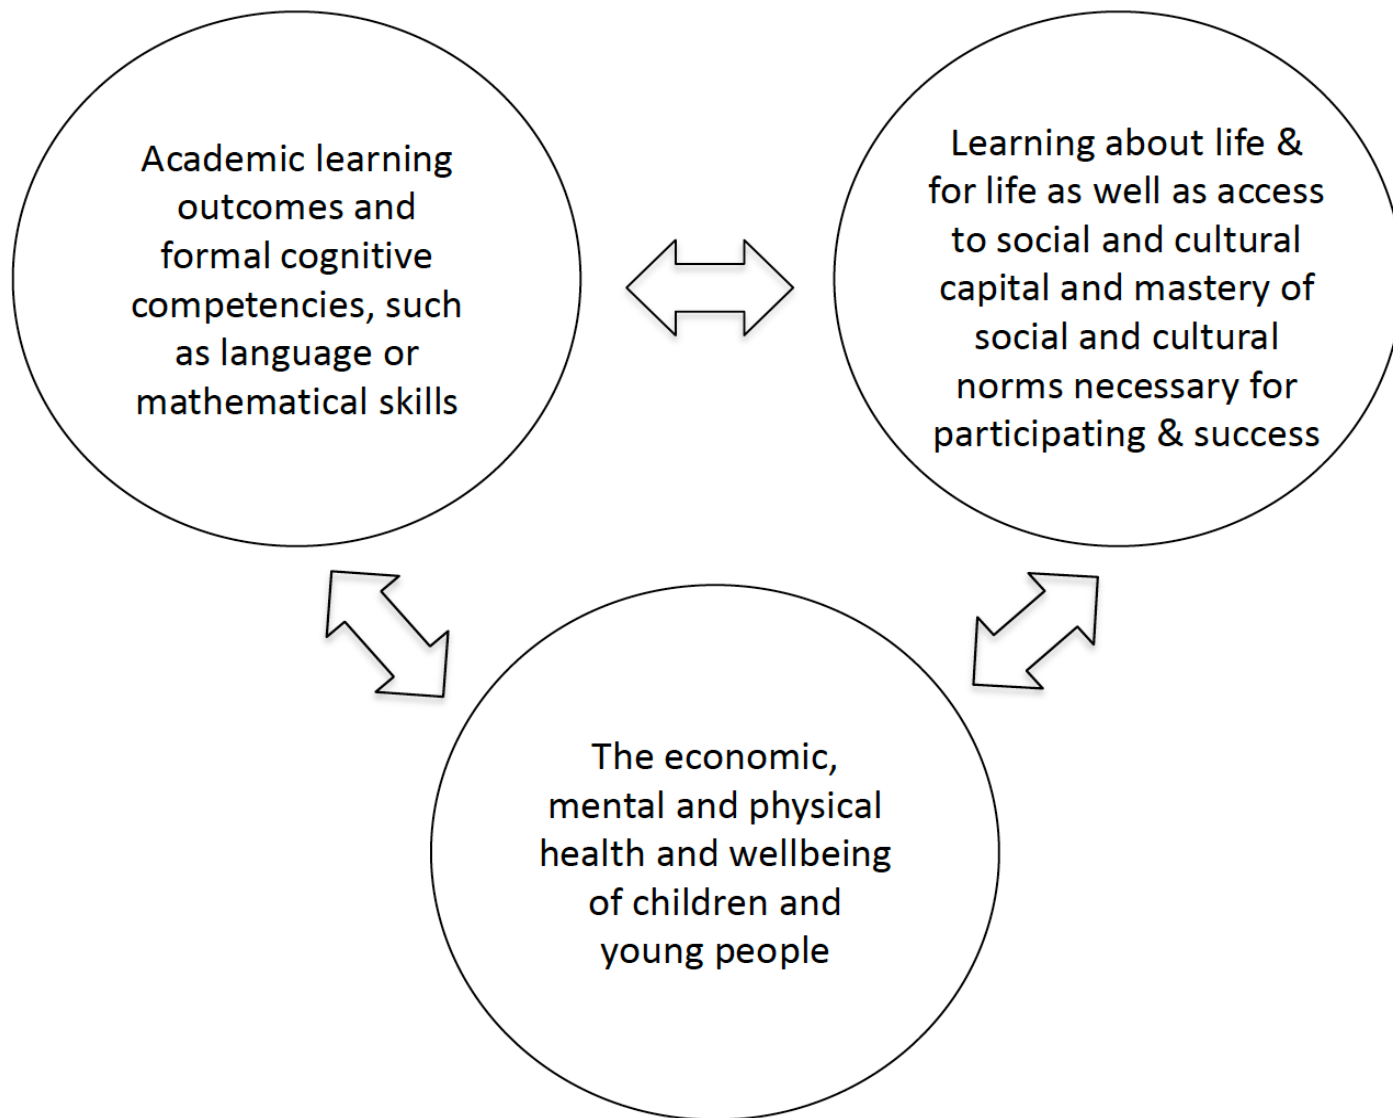 Academic learning
outcomes and
formal cognitive
competencies, such
as language or
mathematical skills
Learning about life &
for life as well as access
to social and cultural
capital and mastery of
social and cultural
norms necessary for
participating & success
The economic,
mental and physical
health and wellbeing
of children and
young people